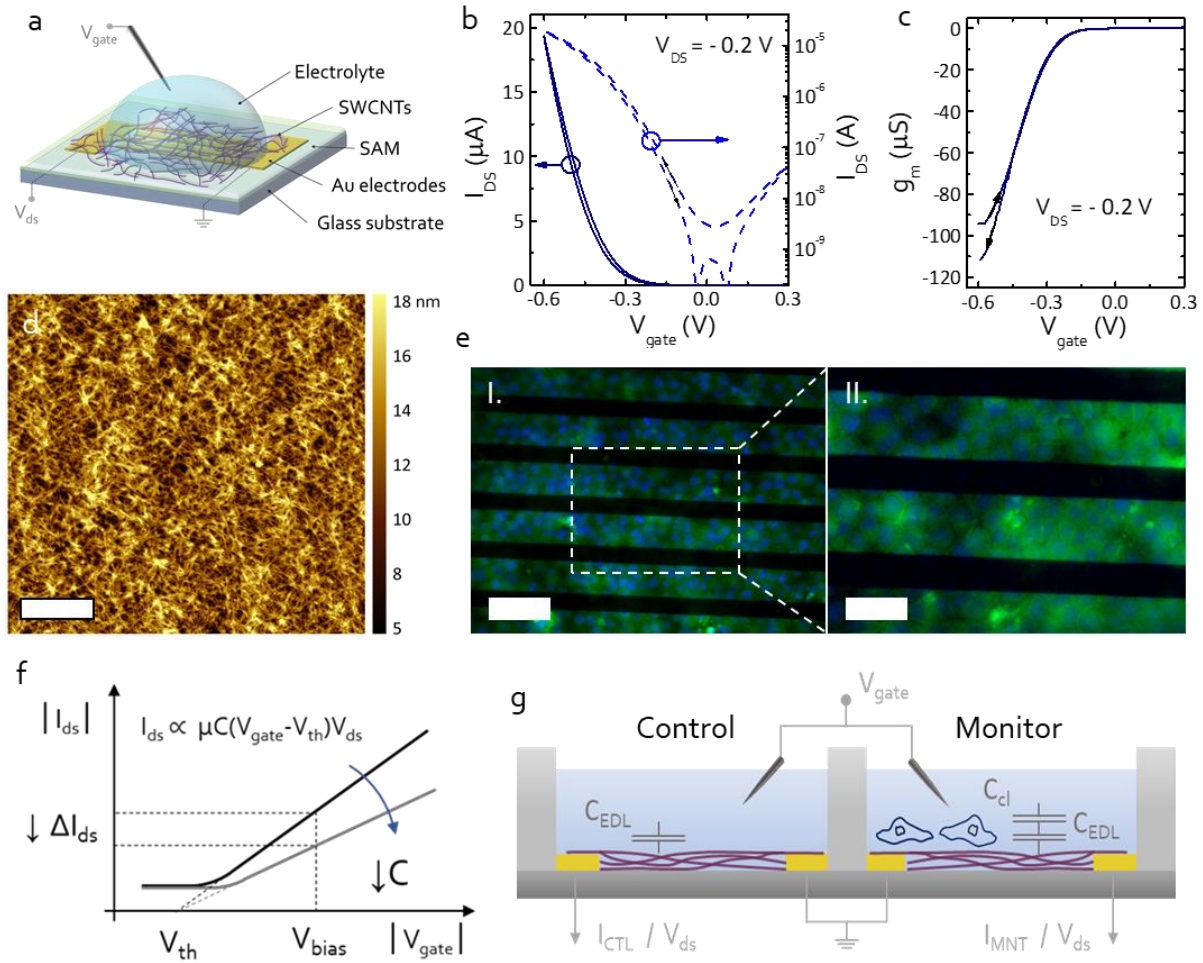 a
V_gate
Electrolyte
SWCNTs
SAM
Au electrodes
Glass substrate
V_ds
b
V_DS = - 0.2 V
I_DS (μA)
20
15
10
5
0
I_DS (A)
10^-5
10^-6
10^-7
10^-8
10^-9
-0.6 -0.3 0.0 0.3
V_gate (V)
c
g_m (μS)
0
-20
-40
-60
-80
-100
-120
V_DS = - 0.2 V
-0.6 -0.3 0.0 0.3
V_gate (V)
d
18 nm
16
14
12
10
8
5
e
I.
II.
f
|I_ds|
I_ds ∝ μC(V_gate-V_th)V_ds
↓ ΔI_ds
↓C
V_th
V_bias
|V_gate|
g
V_gate
Control
Monitor
C_EDL
C_cl
C_EDL
I_CTL / V_ds
I_MNT / V_ds